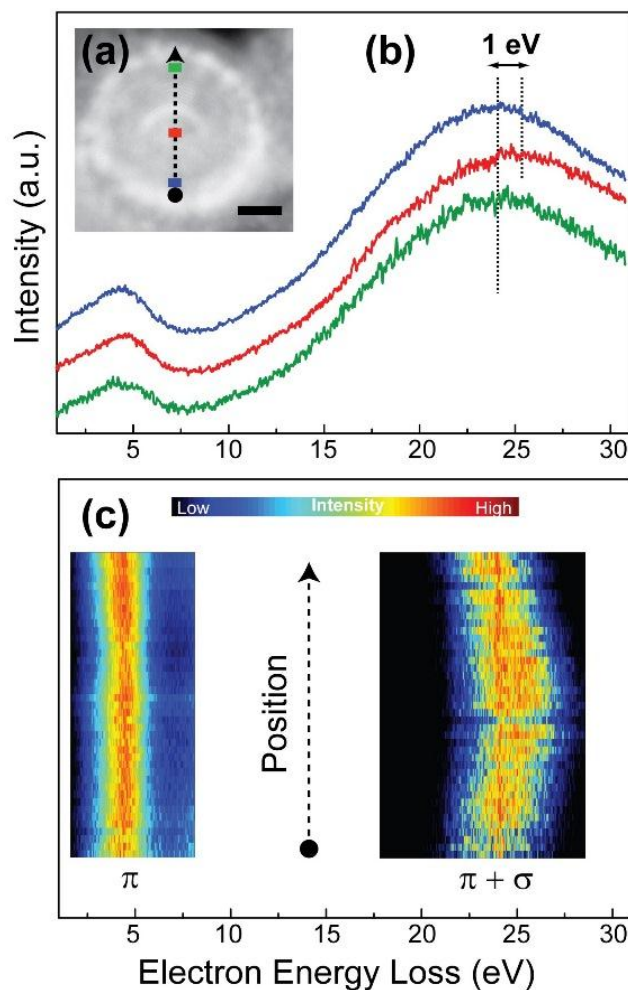 (a)
(b)
1 eV
Intensity (a.u.)
5 10 15 20 25 30
(c)
Low Intensity High
Position
π
π + σ
5 10 15 20 25 30
Electron Energy Loss (eV)